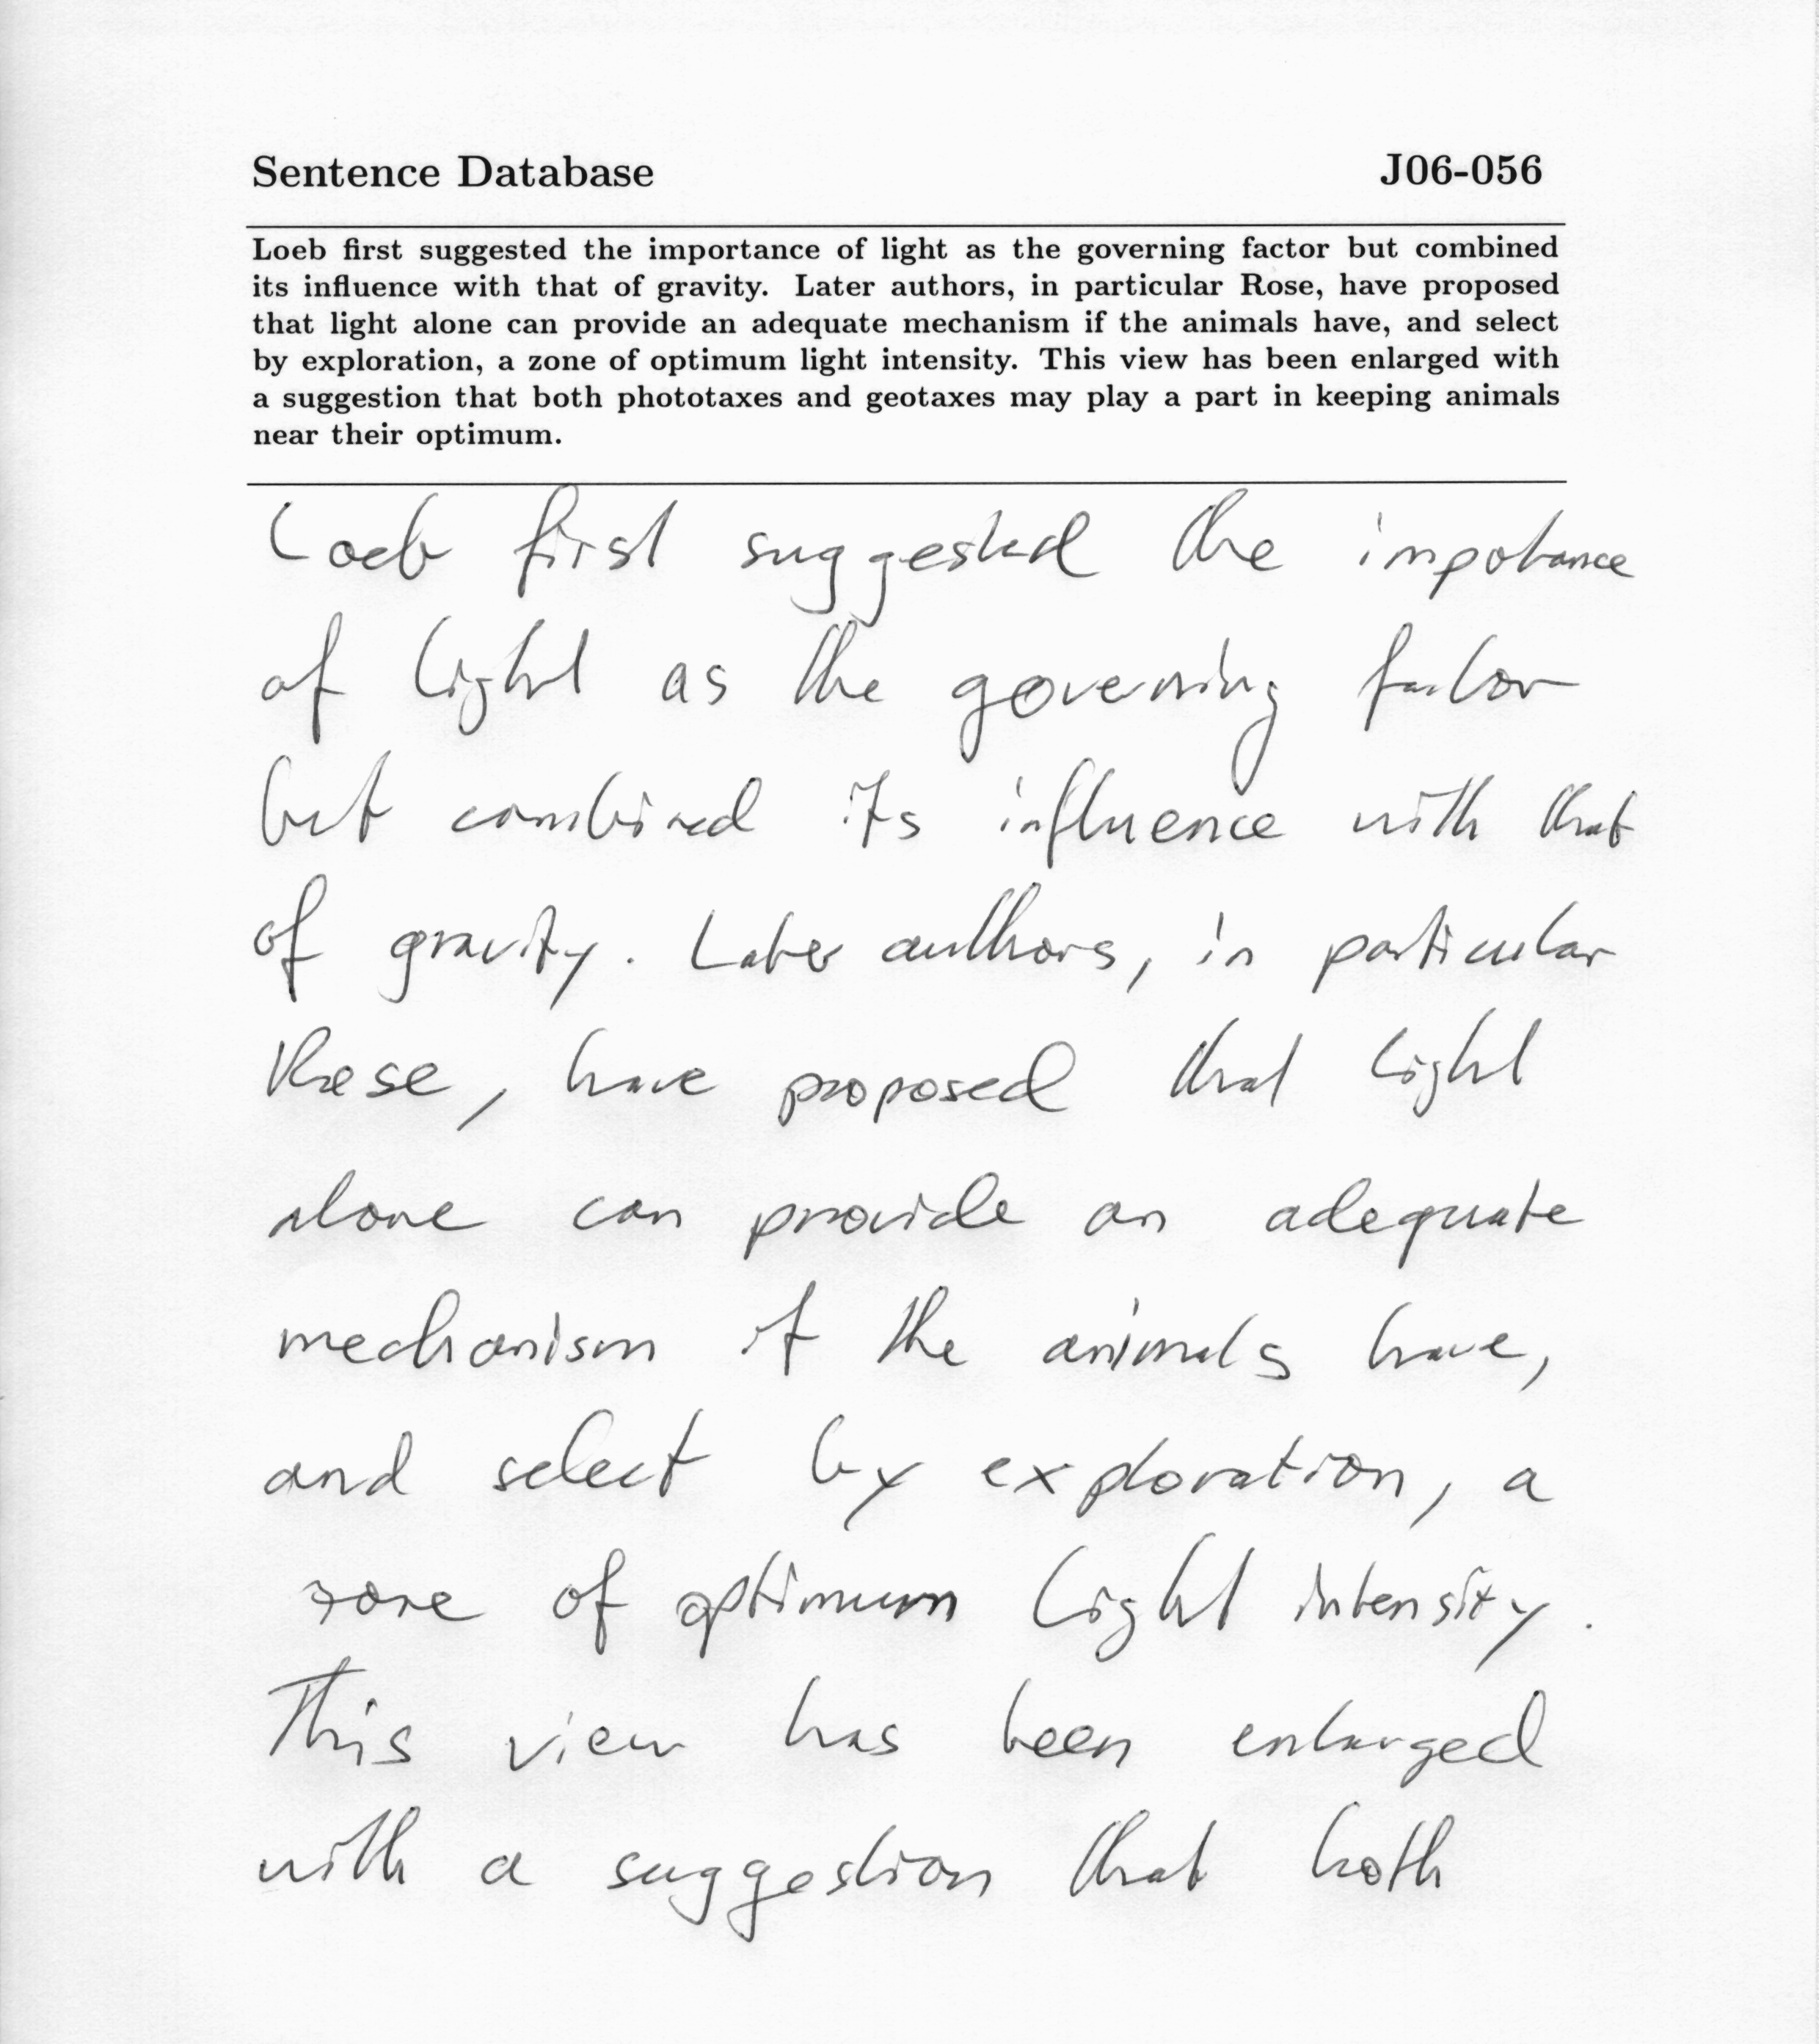 Sentence Database J06-056
Loeb first suggested the importance of light as the governing factor but combined
its influence with that of gravity. Later authors, in particular Rose, have proposed
that light alone can provide an adequate mechanism if the animals have, and select
by exploration, a zone of optimum light intensity. This view has been enlarged with
a suggestion that both phototaxes and geotaxes may play a part in keeping animals
near their optimum.
Loeb first suggested the impotance
of light as the governing factor
but combined its influence with that
of gravity. Later authors, in particular
Rose, have proposed that light
alone can provide an adequate
mechanism if the animals have,
and select by exploration, a
zone of optimum light intensity.
This view has been enlarged
with a suggestion that both